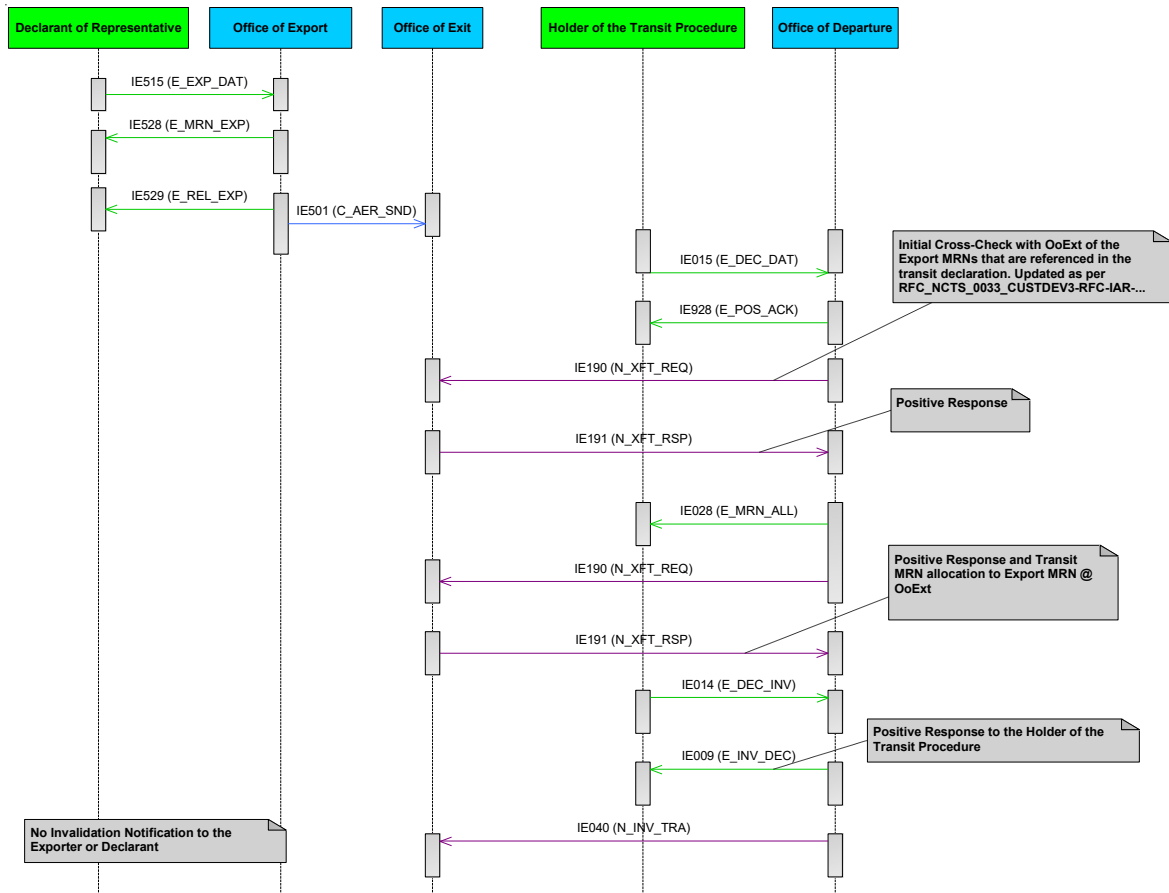 Declarant of Representative
Office of Export
Office of Exit
Holder of the Transit Procedure
Office of Departure
IE515 (E_EXP_DAT)
IE528 (E_MRN_EXP)
IE529 (E_REL_EXP)
IE501 (C_AER_SND)
Initial Cross-Check with OoExt of the
Export MRNs that are referenced in the
transit declaration. Updated as per
RFC_NCTS_0033_CUSTDEV3-RFC-IAR-...
IE015 (E_DEC_DAT)
IE928 (E_POS_ACK)
IE190 (N_XFT_REQ)
Positive Response
IE191 (N_XFT_RSP)
IE028 (E_MRN_ALL)
Positive Response and Transit
MRN allocation to Export MRN @
OoExt
IE190 (N_XFT_REQ)
IE191 (N_XFT_RSP)
IE014 (E_DEC_INV)
Positive Response to the Holder of the
Transit Procedure
IE009 (E_INV_DEC)
No Invalidation Notification to the
Exporter or Declarant
IE040 (N_INV_TRA)